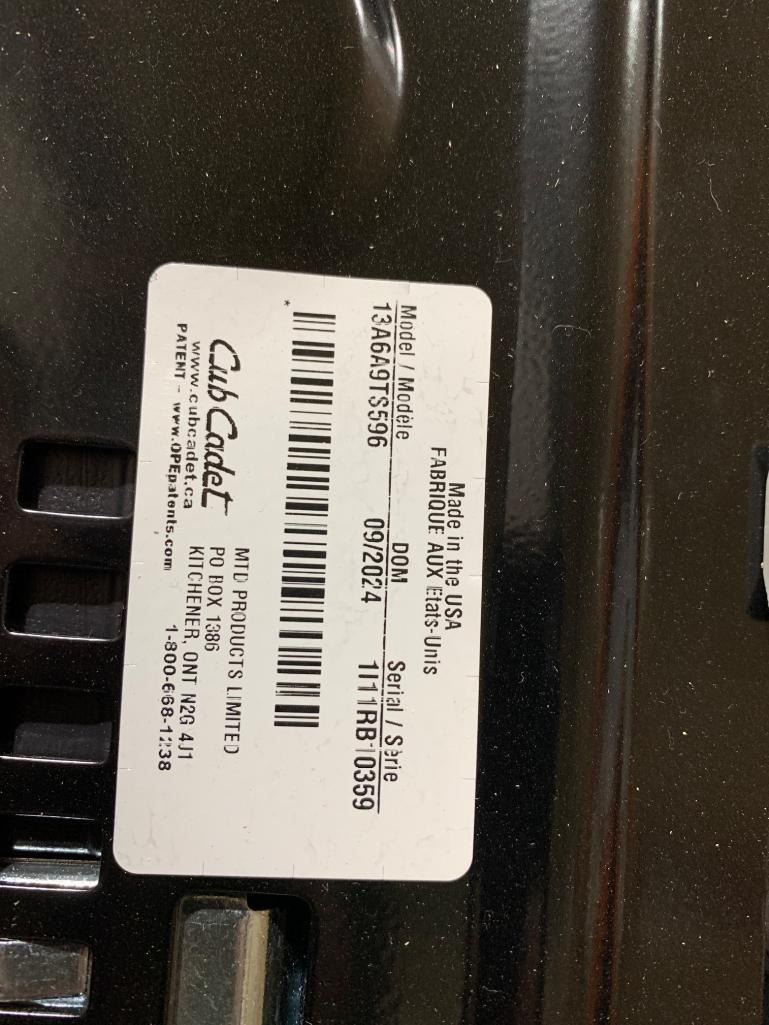 Made in the USA
FABRIQUÉ AUX États-Unis
Model / Modèle DOM Serial / Série
13A6A9TS596 09/2024 1I11RB10359
*
Cub Cadet
www.cubcadet.ca
PATENT - www.OPEpatents.com
MTD PRODUCTS LIMITED
PO BOX 1386
KITCHENER, ONT N2G 4J1
1-800-668-1238